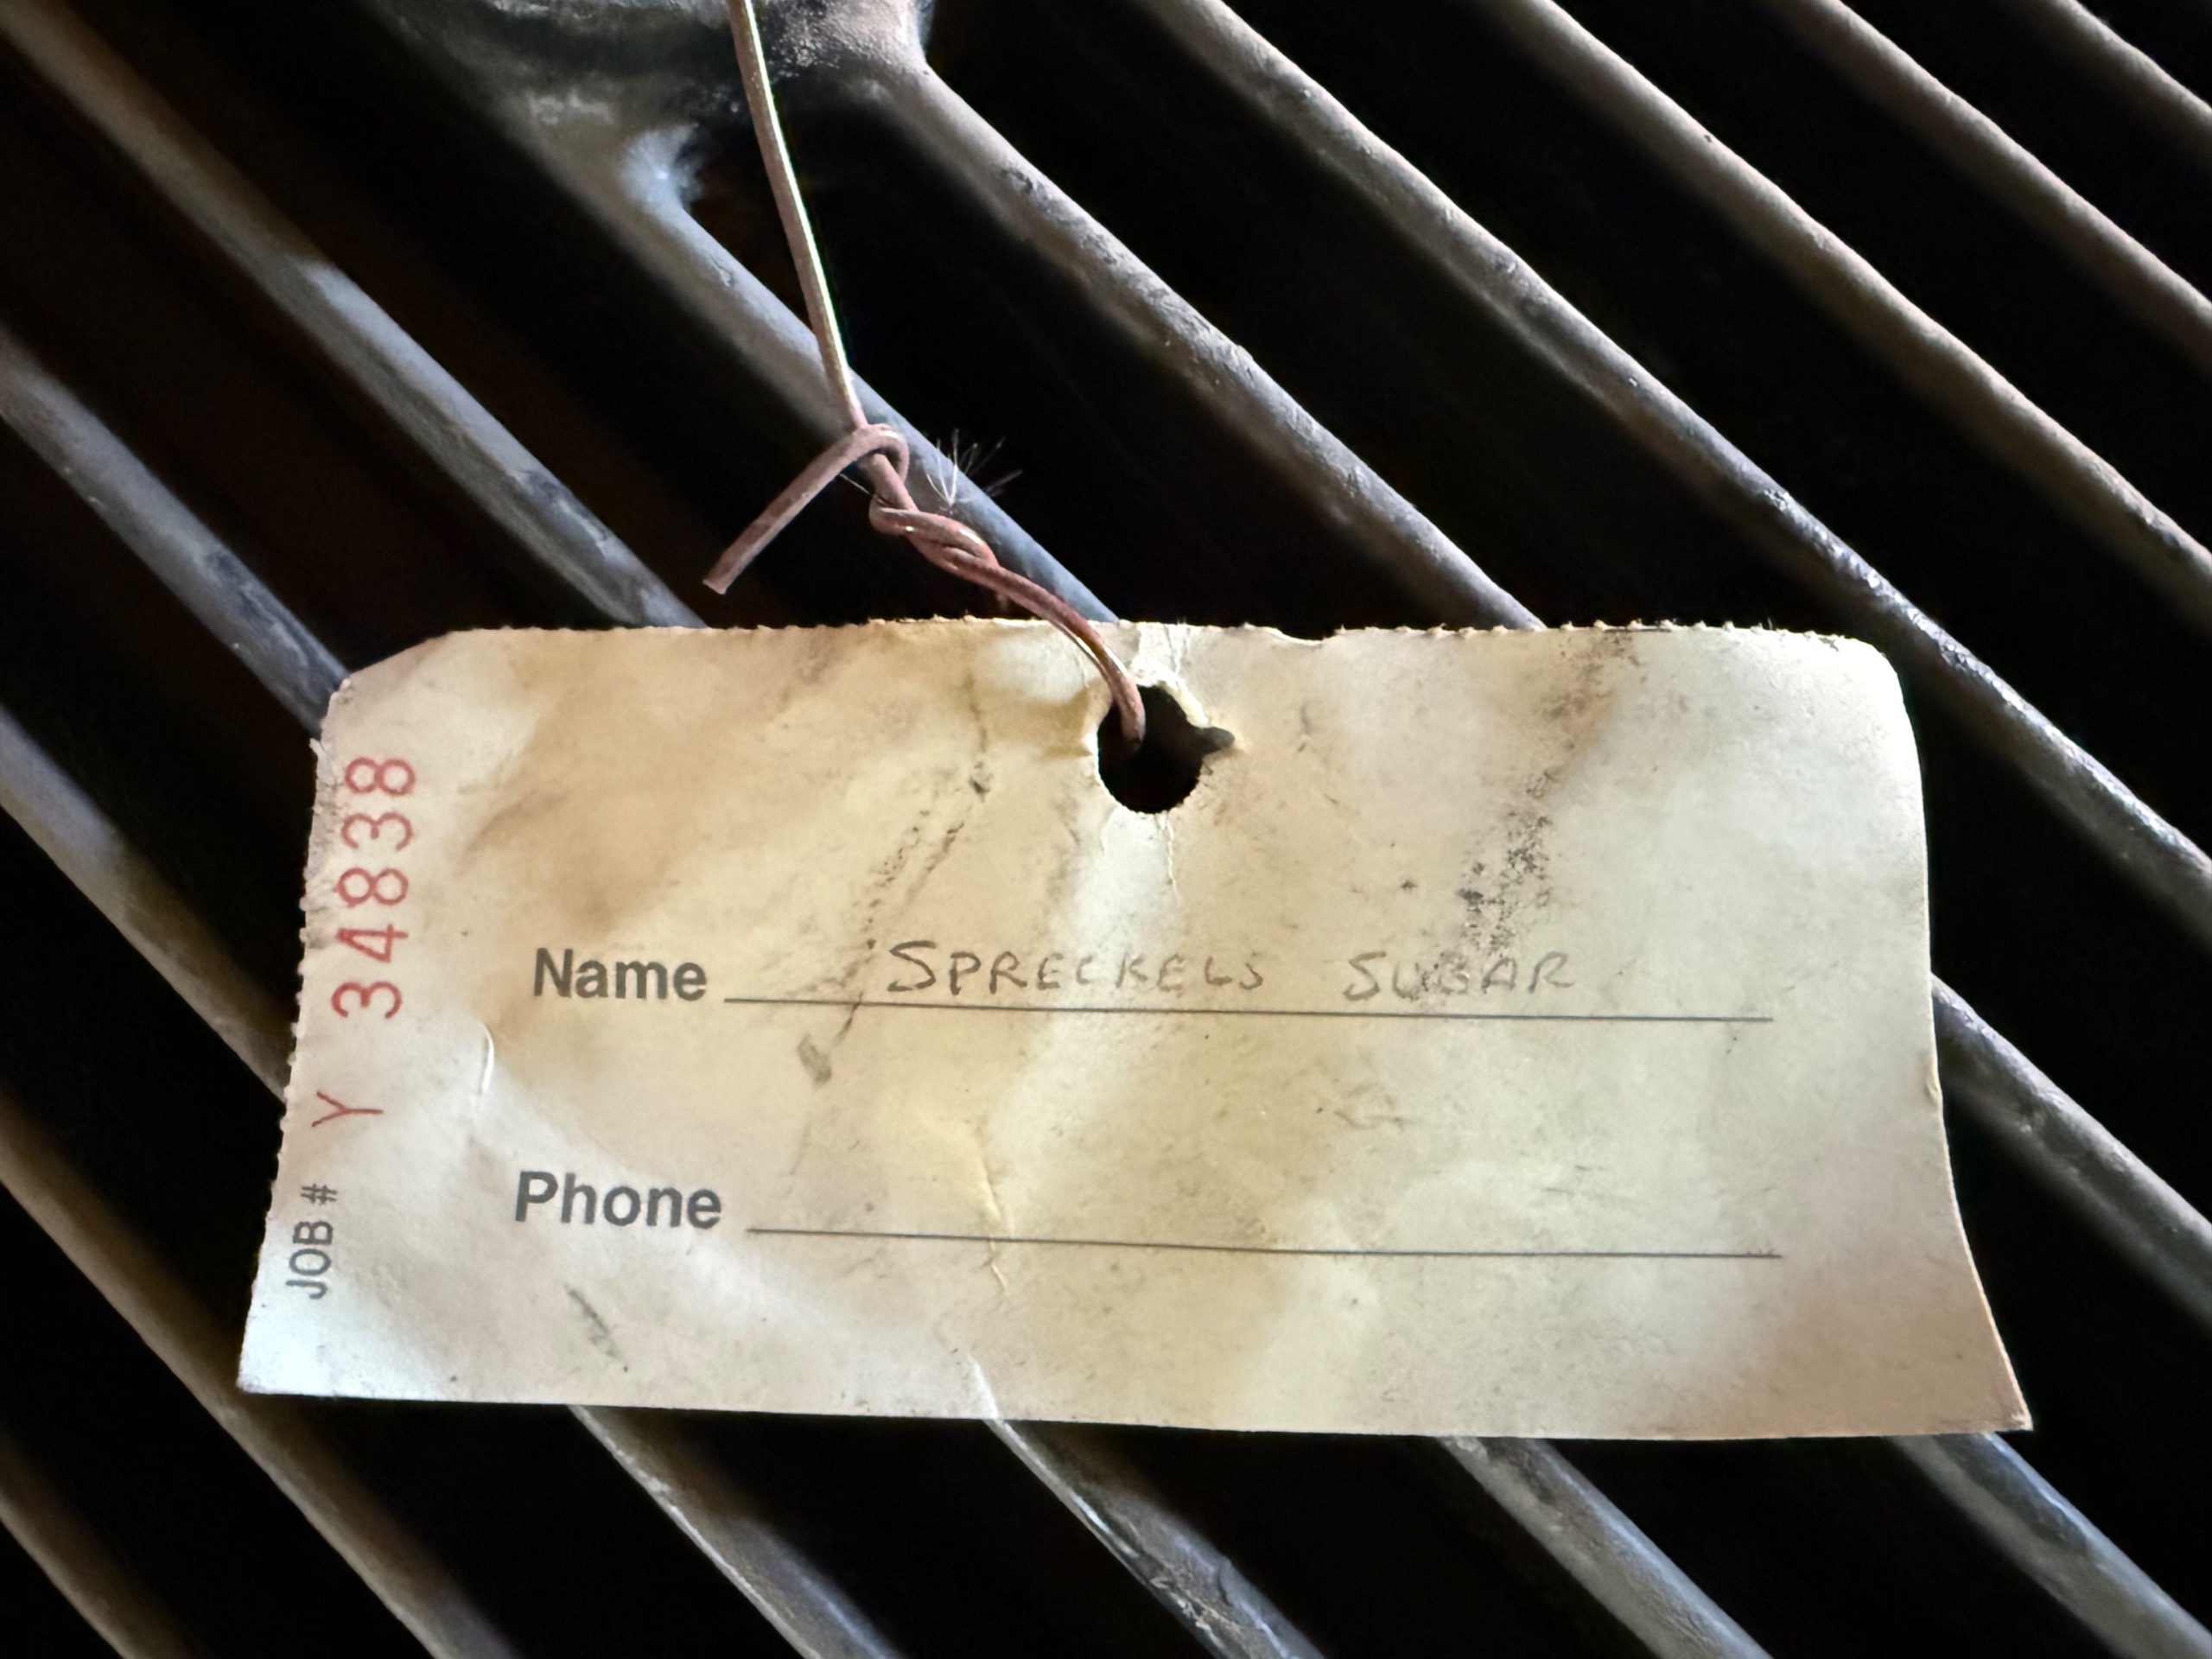 JOB # Y 34838
Name SPRECKELS SUGAR
Phone